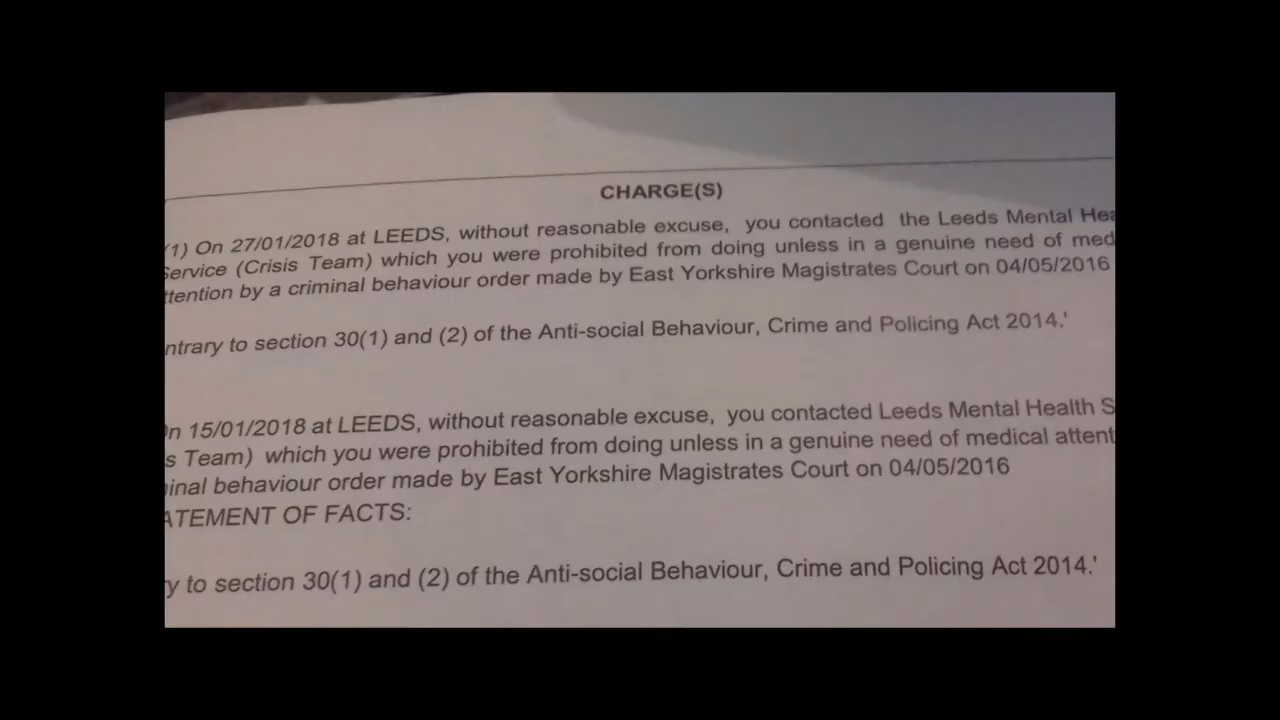 CHARGE(S)
1) On 27/01/2018 at LEEDS, without reasonable excuse, you contacted the Leeds Mental Hea
Service (Crisis Team) which you were prohibited from doing unless in a genuine need of med
ttention by a criminal behaviour order made by East Yorkshire Magistrates Court on 04/05/2016
ntrary to section 30(1) and (2) of the Anti-social Behaviour, Crime and Policing Act 2014.'
On 15/01/2018 at LEEDS, without reasonable excuse, you contacted Leeds Mental Health S
s Team) which you were prohibited from doing unless in a genuine need of medical attent
inal behaviour order made by East Yorkshire Magistrates Court on 04/05/2016
ATEMENT OF FACTS:
y to section 30(1) and (2) of the Anti-social Behaviour, Crime and Policing Act 2014.'